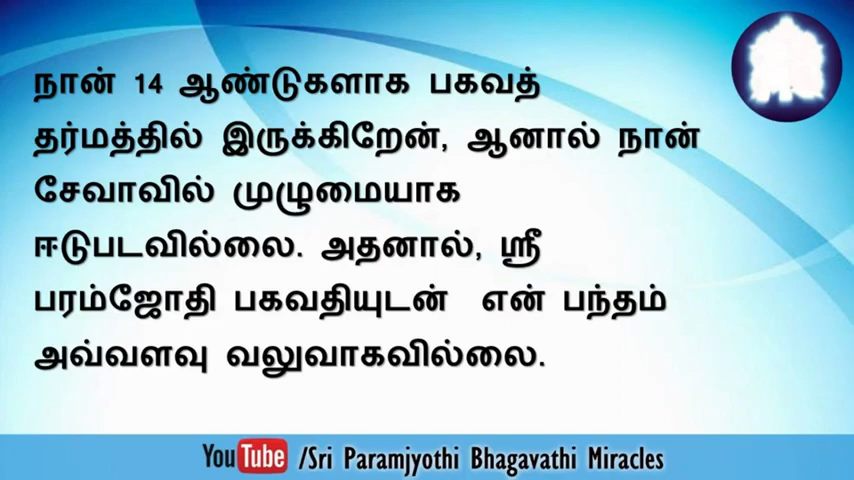 நான் 14 ஆண்டுகளாக பகவத்
தர்மத்தில் இருக்கிறேன், ஆனால் நான்
சேவாவில் முழுமையாக
ஈடுபடவில்லை. அதனால், ஸ்ரீ
பரம்ஜோதி பகவதியுடன் என் பந்தம்
அவ்வளவு வலுவாகவில்லை.
YouTube /Sri Paramjyothi Bhagavathi Miracles